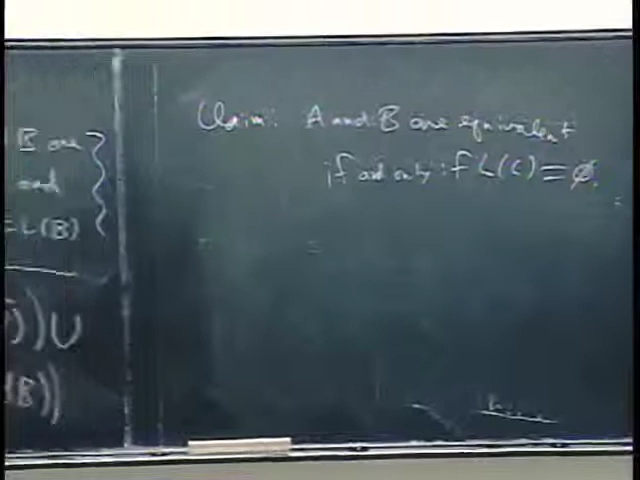 B are
and
= L(B)
))U
(B))
Claim: A and B are equivalent
if and only if L(C) = ∅.